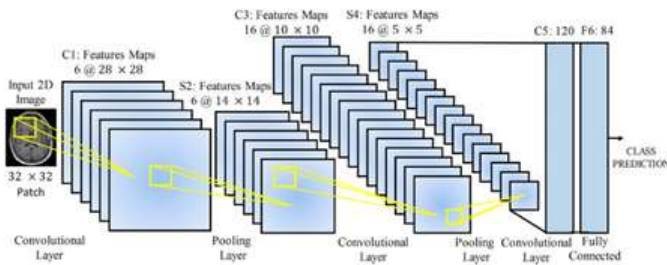 C3: Features Maps
16 @ 10 × 10
S4: Features Maps
16 @ 5 × 5
C5: 120
F6: 84
C1: Features Maps
6 @ 28 × 28
Input 2D
Image
S2: Features Maps
6 @ 14 × 14
CLASS
PREDICTION
32 × 32
Patch
Convolutional
Layer
Pooling
Layer
Convolutional
Layer
Pooling
Layer
Convolutional
Layer
Fully
Connected